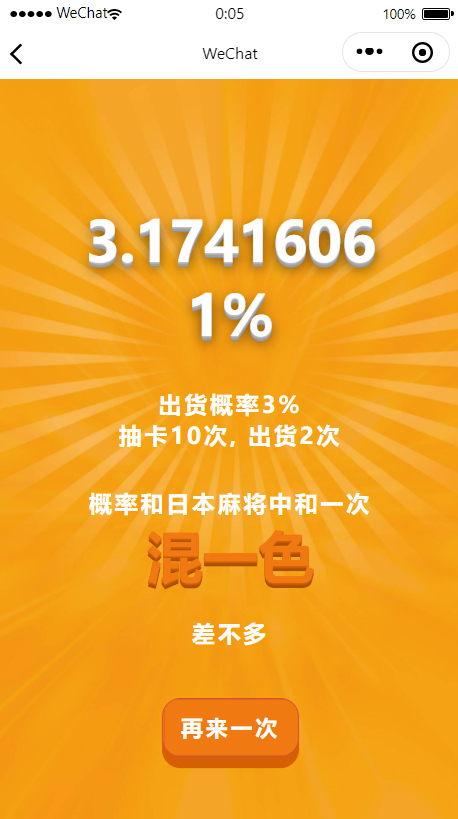 WeChat 0:05 100%
WeChat
3.1741606
1%
出货概率3%
抽卡10次, 出货2次
概率和日本麻将中和一次
混一色
差不多
再来一次